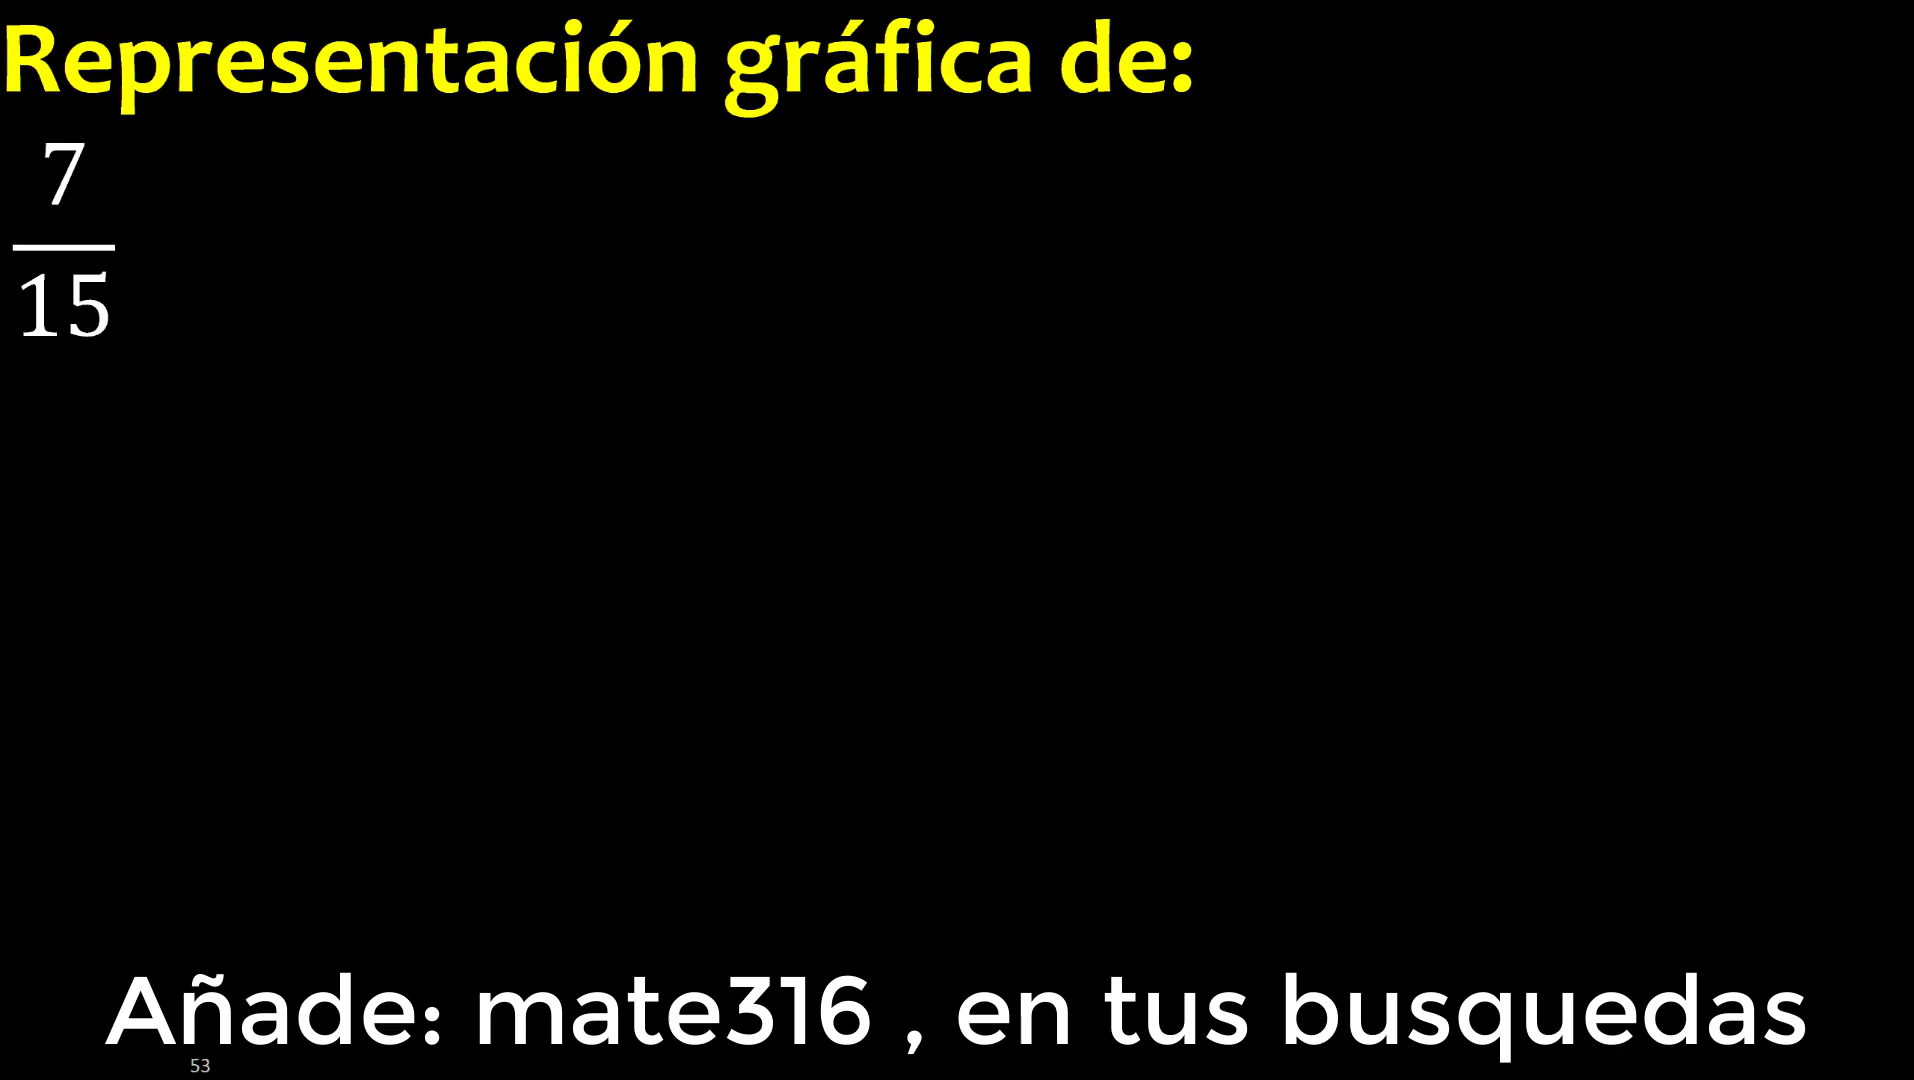 Representación gráfica de:
7
15
Añade: mate316 , en tus busquedas
53